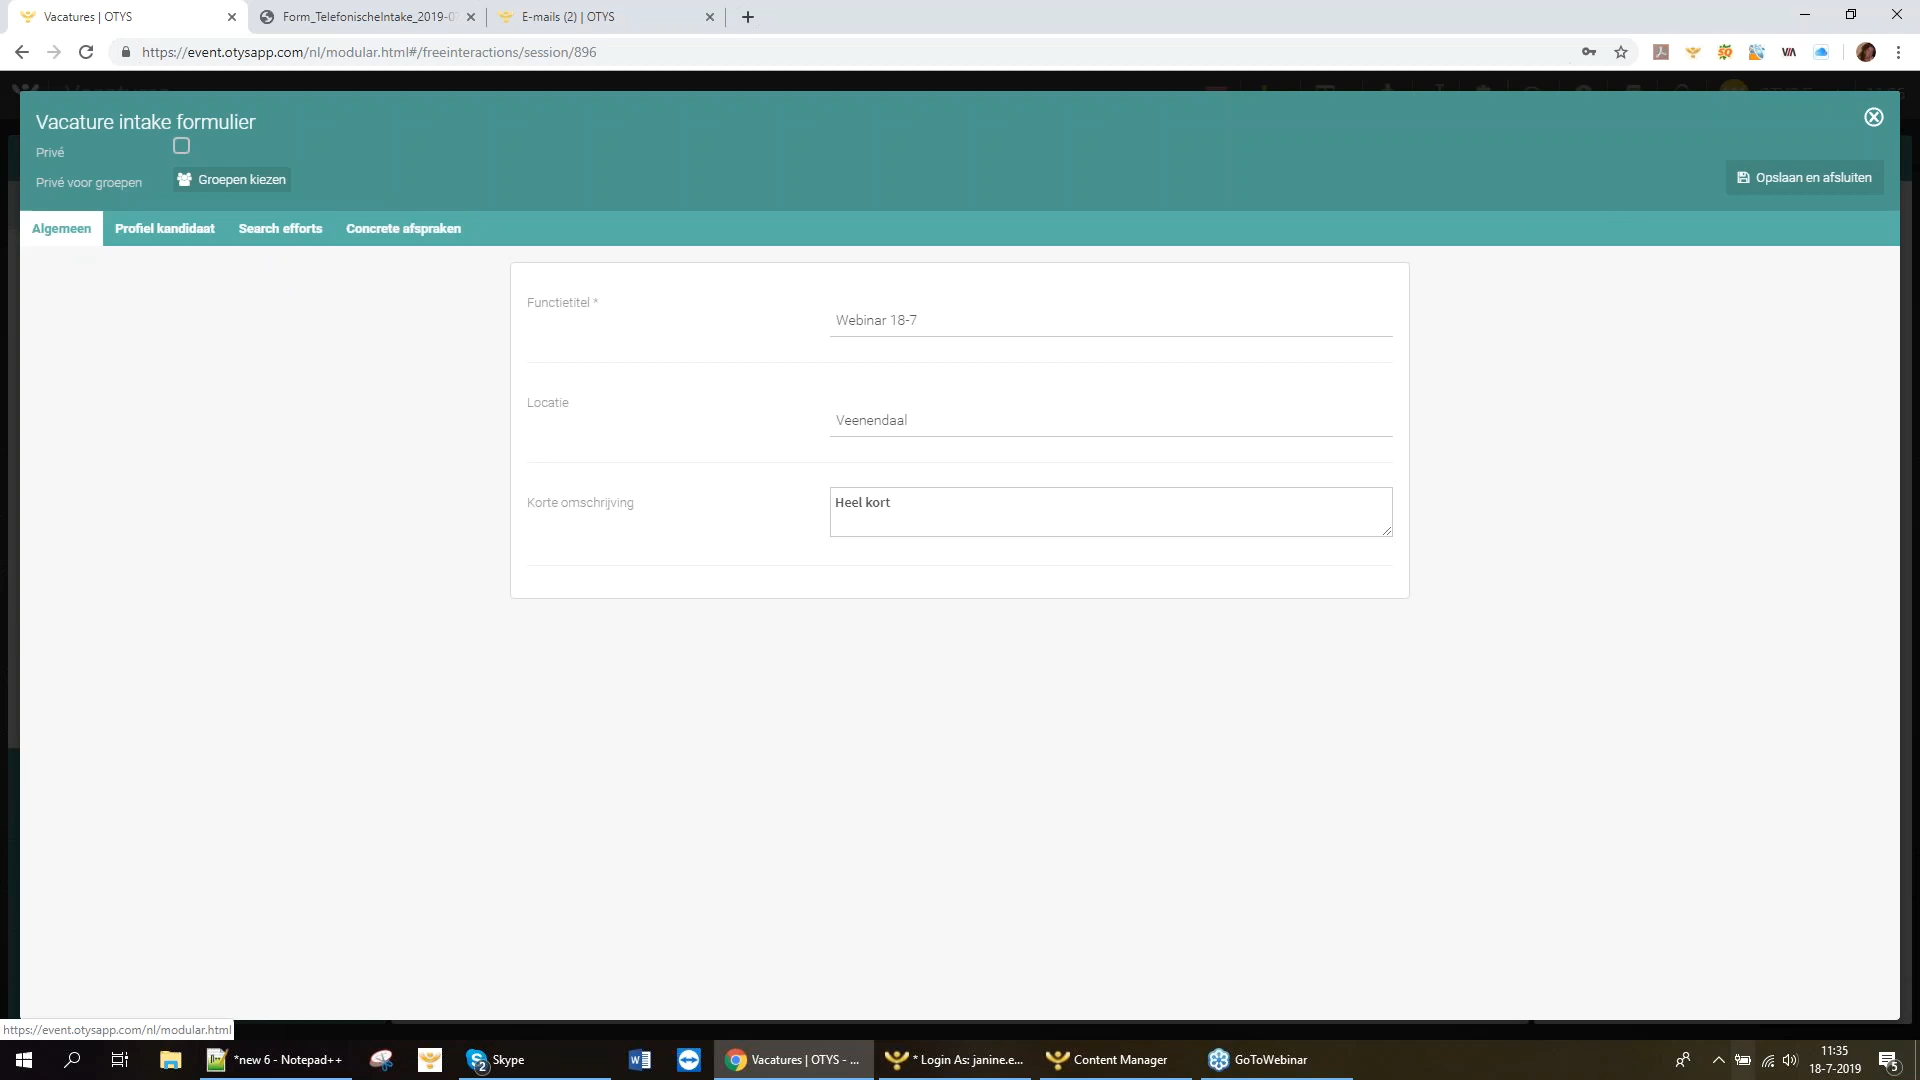 Vacatures | OTYS
Form_TelefonischeIntake_2019-0
E-mails (2) | OTYS
https://event.otysapp.com/nl/modular.html#/freeinteractions/session/896
Vacature intake formulier
Privé
Privé voor groepen
Groepen kiezen
Opslaan en afsluiten
Algemeen
Profiel kandidaat
Search efforts
Concrete afspraken
Functietitel *
Webinar 18-7
Locatie
Veenendaal
Korte omschrijving
Heel kort
https://event.otysapp.com/nl/modular.html
*new 6 - Notepad++
2
Skype
Vacatures | OTYS - ...
* Login As: janine.e...
Content Manager
GoToWebinar
11:35
18-7-2019
5